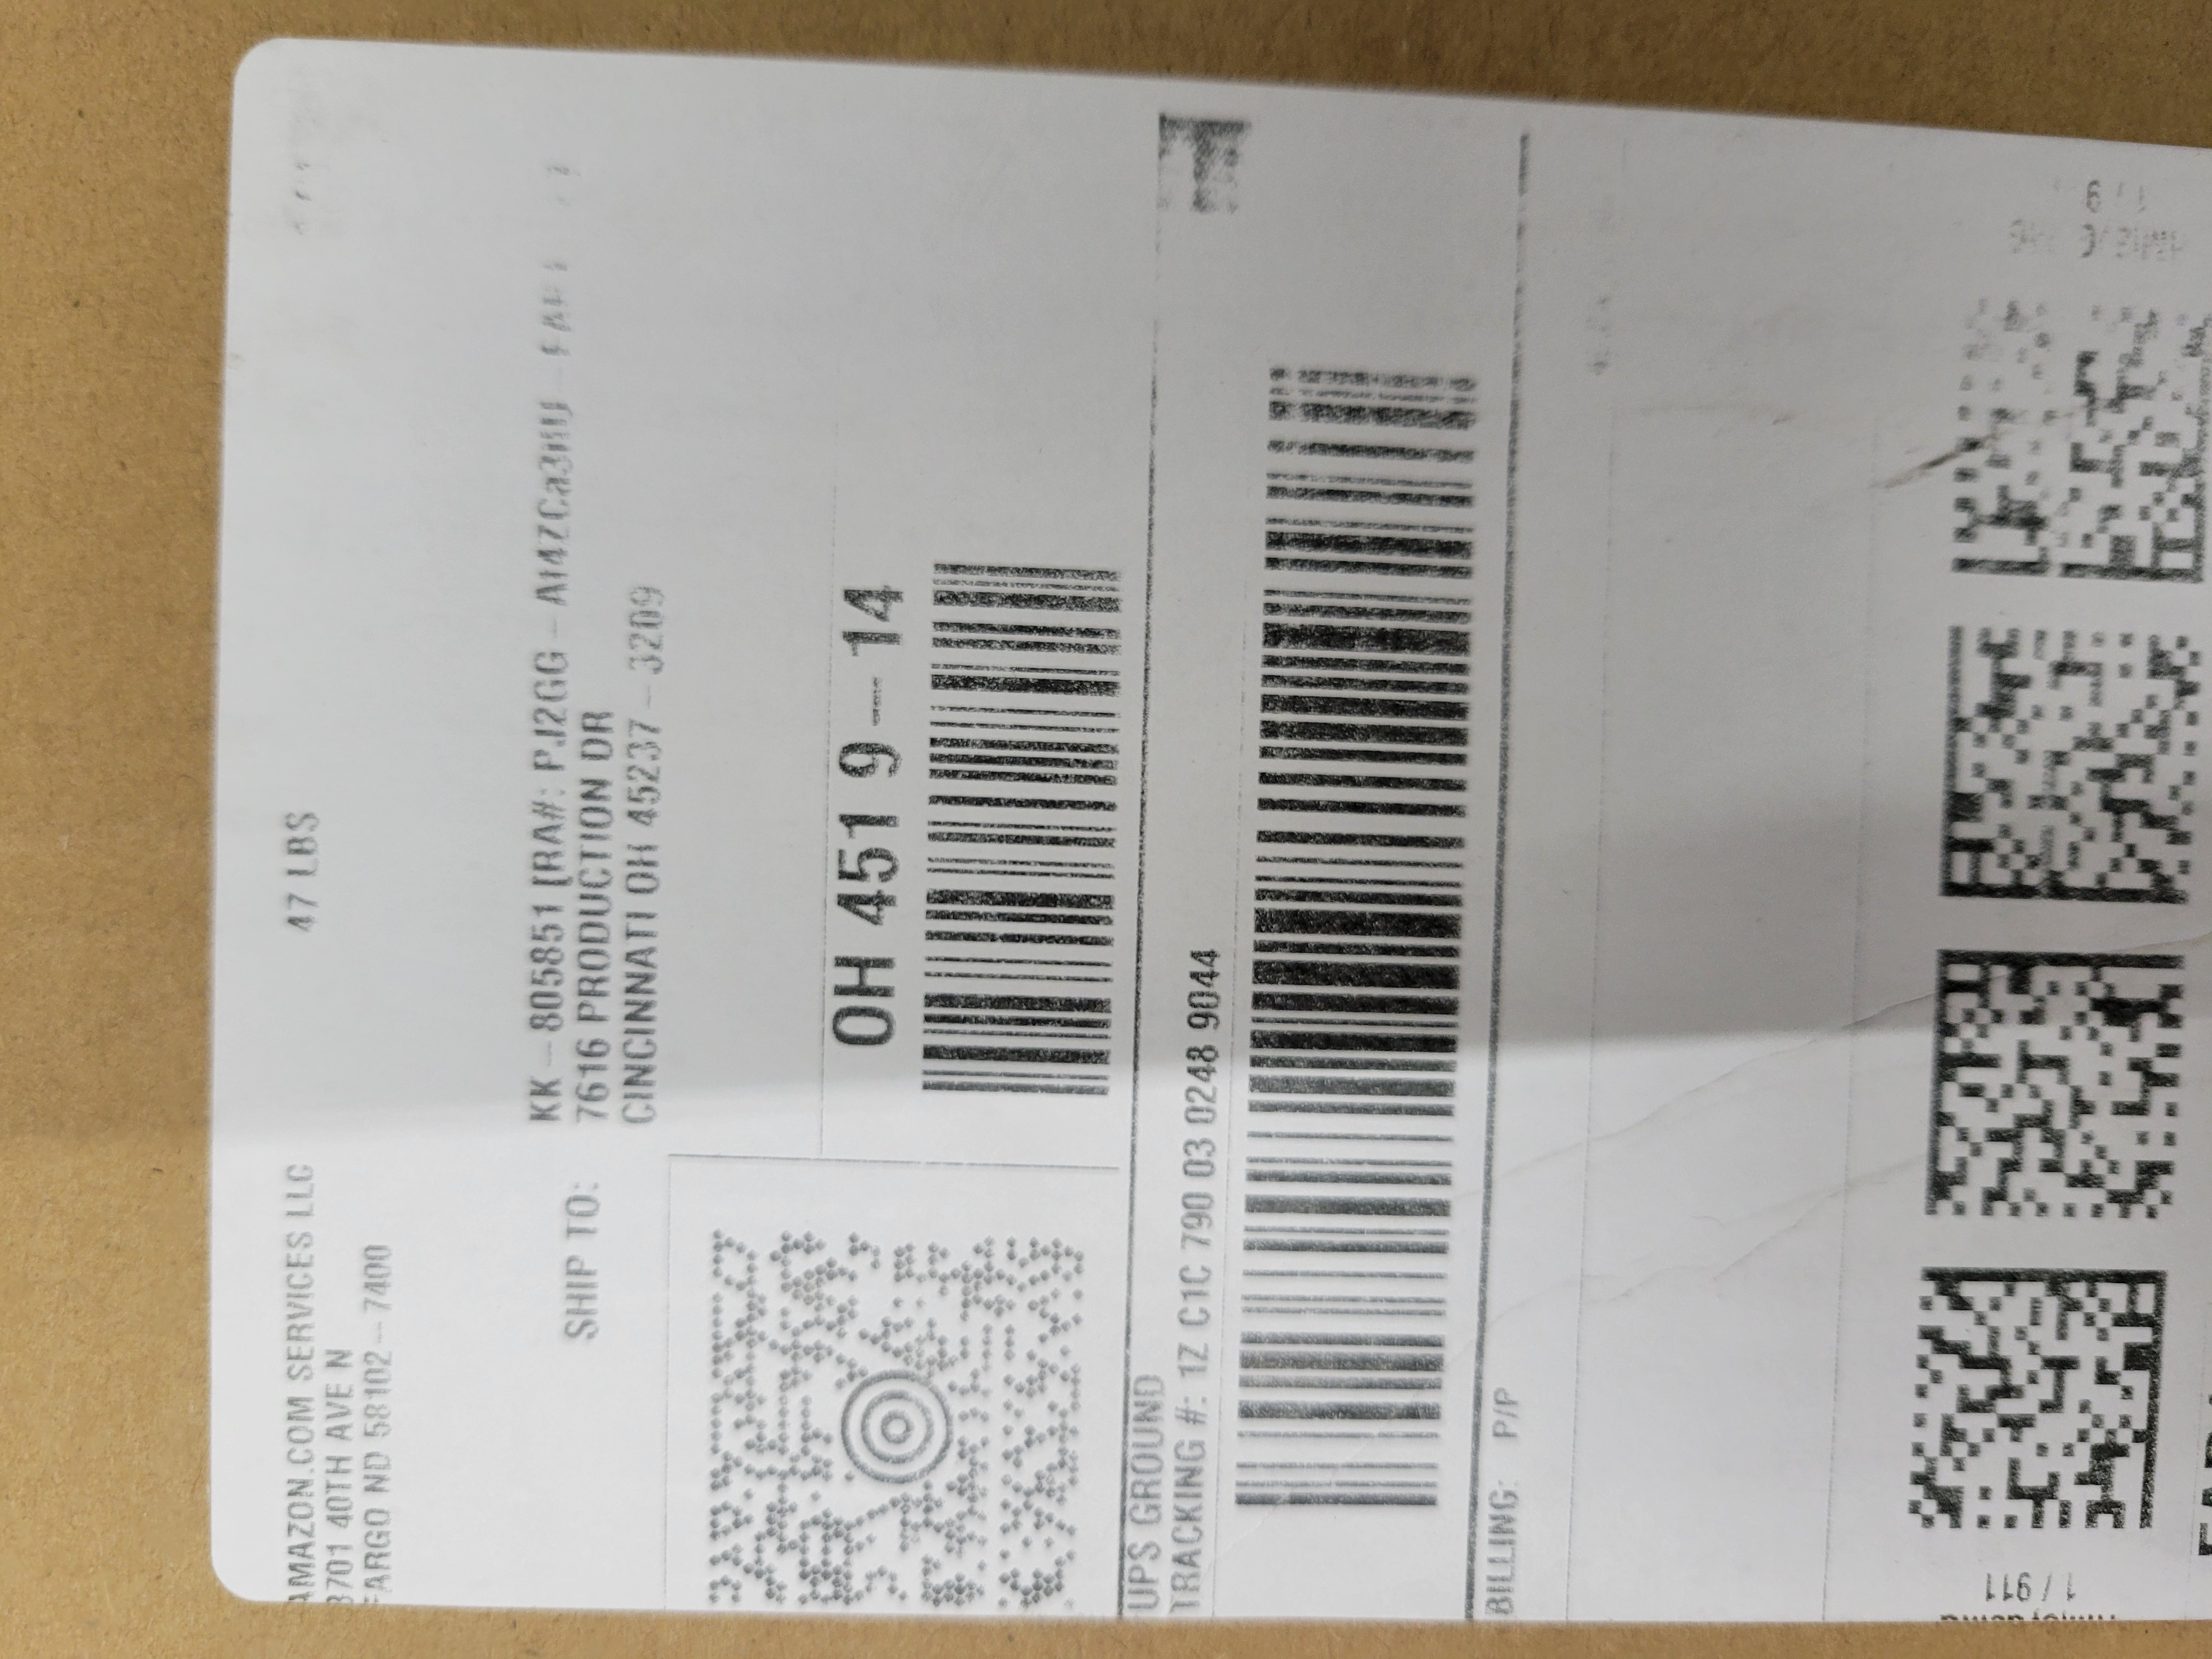 AMAZON.COM SERVICES LLC
3701 40TH AVE N
FARGO ND 58102-7400
47 LBS
SHIP TO:
KK-805851 [RA#: PJ2GG-
7616 PRODUCTION DR
CINCINNATI OH 45237-3209
OH 451 9-14
UPS GROUND
TRACKING #: 1Z C1C 790 03 0248 9044
BILLING: P/P
1 / 911